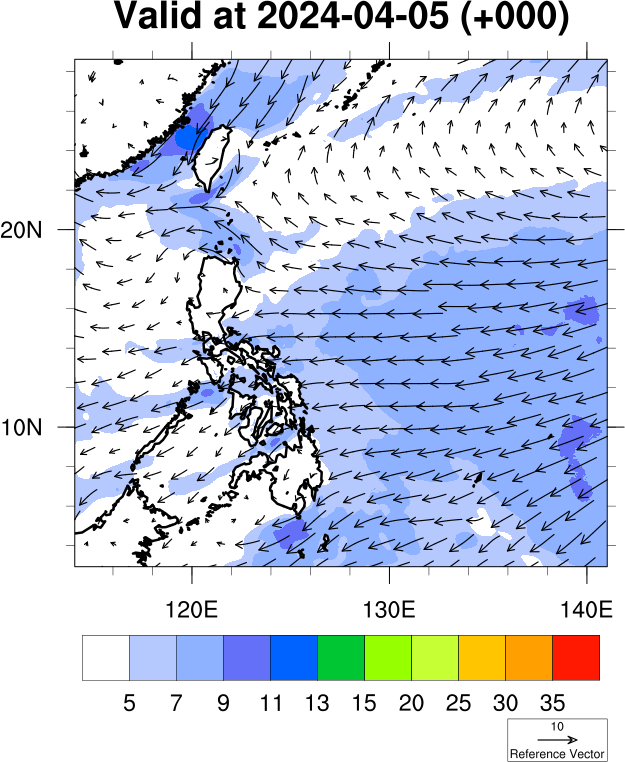 Valid at 2024-04-05 (+000)
20N
10N
120E 130E 140E
5 7 9 11 13 15 20 25 30 35
10
Reference Vector